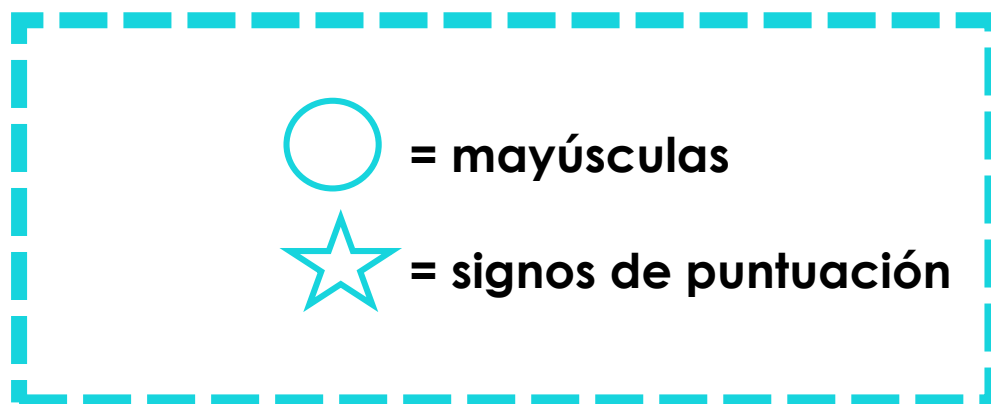 = mayúsculas
= signos de puntuación